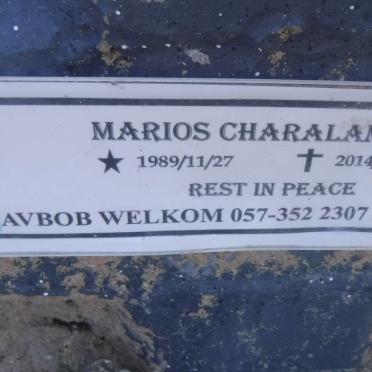 MARIOS CHARALAM
★ 1989/11/27 ✝ 2014
REST IN PEACE
AVBOB WELKOM 057-352 2307